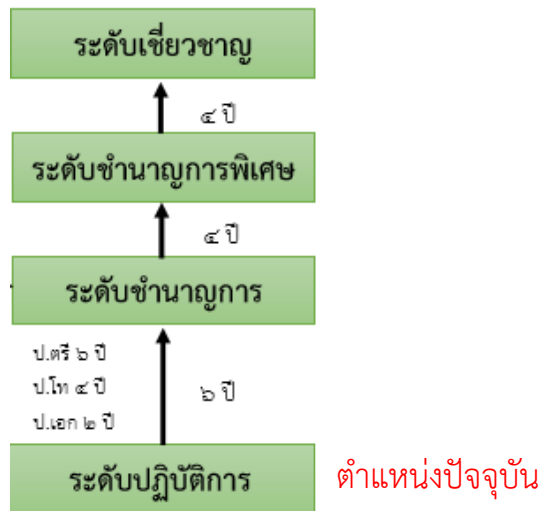 ระดับเชี่ยวชาญ
๔ ปี
ระดับชำนาญการพิเศษ
๔ ปี
ระดับชำนาญการ
ป.ตรี ๖ ปี
ป.โท ๔ ปี
๖ ปี
ป.เอก ๒ ปี
ระดับปฏิบัติการ
ตำแหน่งปัจจุบัน